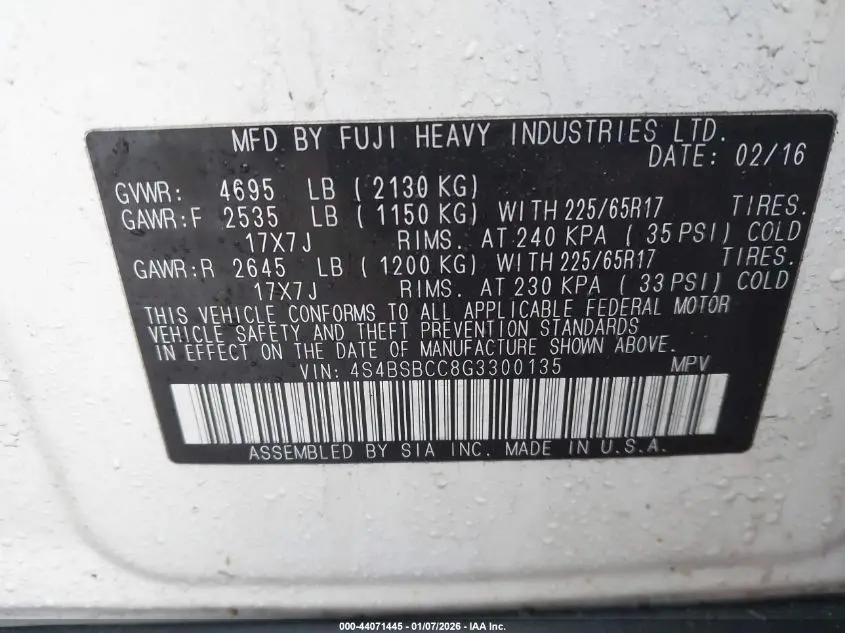 MFD BY FUJI HEAVY INDUSTRIES LTD.
DATE: 02/16
GVWR: 4695 LB (2130 KG)
GAWR:F 2535 LB (1150 KG) WITH 225/65R17 TIRES.
17X7J RIMS. AT 240 KPA (35 PSI) COLD
GAWR:R 2645 LB (1200 KG) WITH 225/65R17 TIRES.
17X7J RIMS. AT 230 KPA (33 PSI) COLD
THIS VEHICLE CONFORMS TO ALL APPLICABLE FEDERAL MOTOR
VEHICLE SAFETY AND THEFT PREVENTION STANDARDS
IN EFFECT ON THE DATE OF MANUFACTURE SHOWN ABOVE.
VIN: 4S4BSBCC8G3300135 MPV
ASSEMBLED BY SIA INC. MADE IN U.S.A.
000-44071445 - 01/07/2026 - IAA Inc.